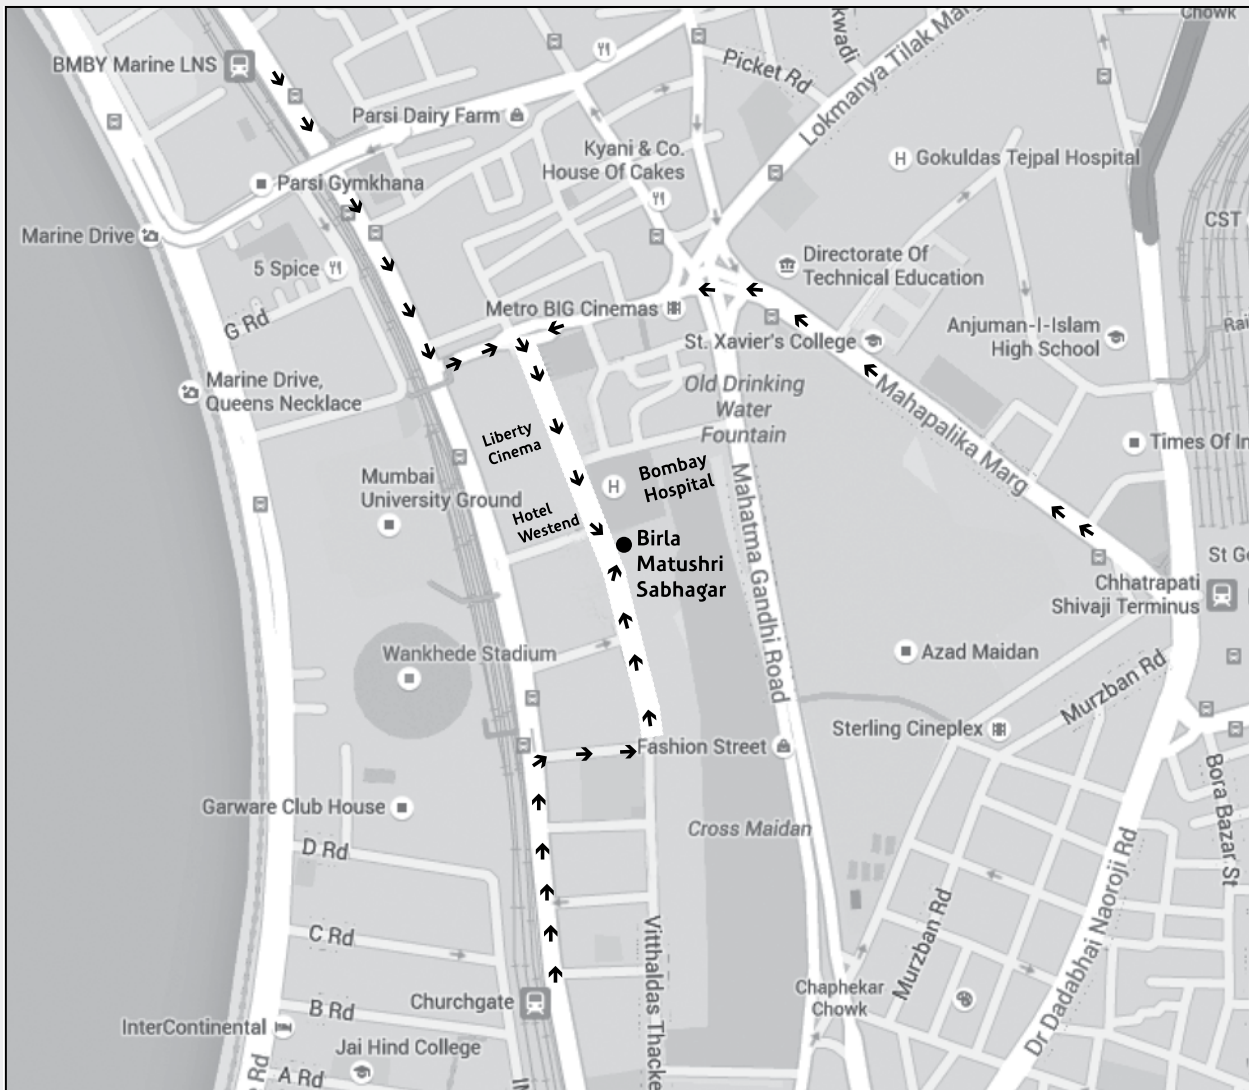 Chowk
BMBY Marine LNS
kwadi
Lokmanya Tilak Marg
Picket Rd
Parsi Dairy Farm
Kyani & Co.
House Of Cakes
Gokuldas Tejpal Hospital
H
Parsi Gymkhana
CST
Marine Drive
5 Spice
Directorate Of
Technical Education
G Rd
Metro BIG Cinemas
St. Xavier's College
Anjuman-I-Islam
High School
Rai
Marine Drive,
Queens Necklace
Old Drinking
Water
Fountain
Mahapalika Marg
Liberty
Cinema
Times Of In
Mumbai
University Ground
H
Bombay
Hospital
Hotel
Westend
Mahatma Gandhi Road
Birla
Matushri
Sabhagar
St Ge
Chhatrapati
Shivaji Terminus
Wankhede Stadium
Azad Maidan
Murzban Rd
Sterling Cineplex
Fashion Street
Bora Bazar St
Garware Club House
Cross Maidan
D Rd
Dr Dadabhai Naoroji Rd
Murzban Rd
C Rd
Vitthaldas Thacke
Churchgate
Chaphekar
Chowk
B Rd
InterContinental
Jai Hind College
A Rd
Rd